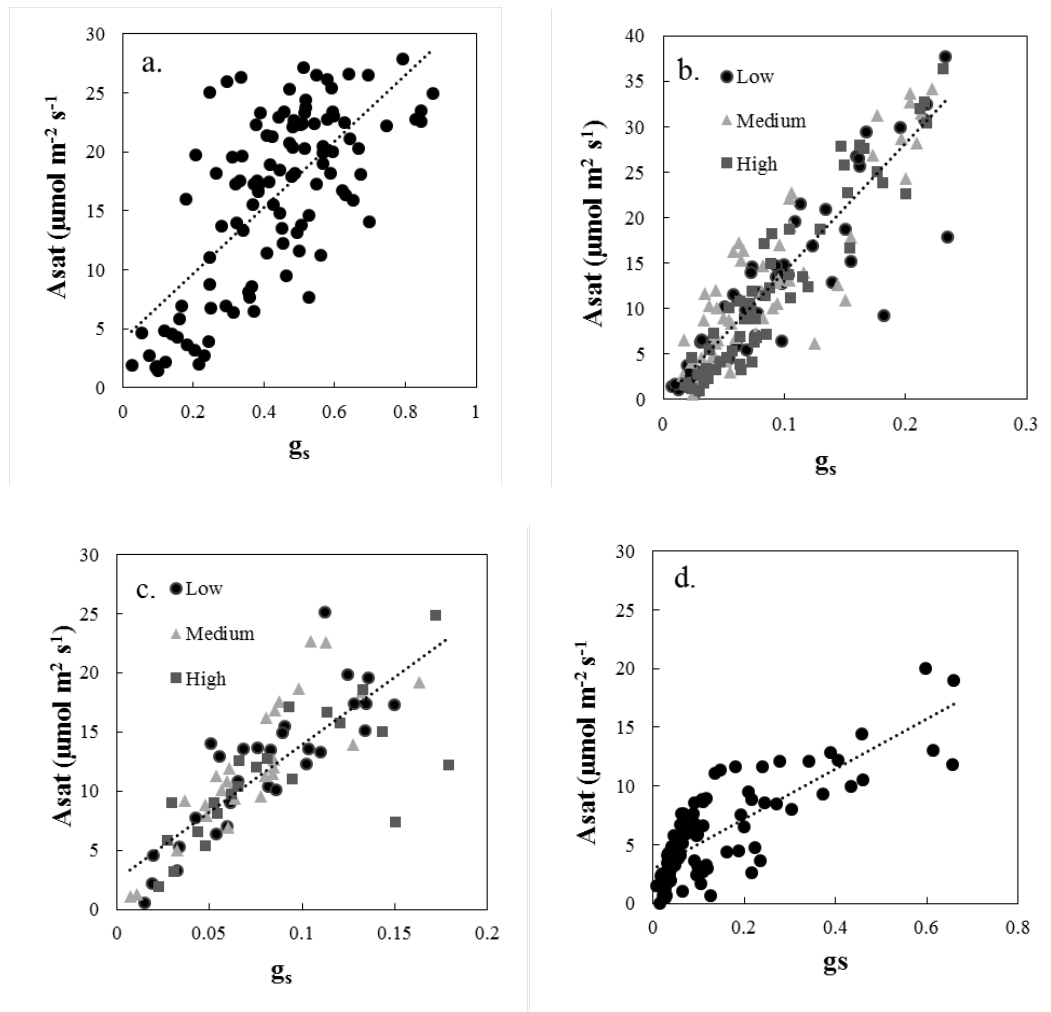 a.
Asat (µmol m-2 s-1)
30
25
20
15
10
5
0
0 0.2 0.4 0.6 0.8 1
gs
b.
Low
Medium
High
Asat (µmol m-2 s1)
40
35
30
25
20
15
10
5
0
0 0.1 0.2 0.3
gs
c.
Low
Medium
High
Asat (µmol m-2 s1)
30
25
20
15
10
5
0
0 0.05 0.1 0.15 0.2
gs
d.
Asat (µmol m-2 s-1)
30
25
20
15
10
5
0
0 0.2 0.4 0.6 0.8
gs